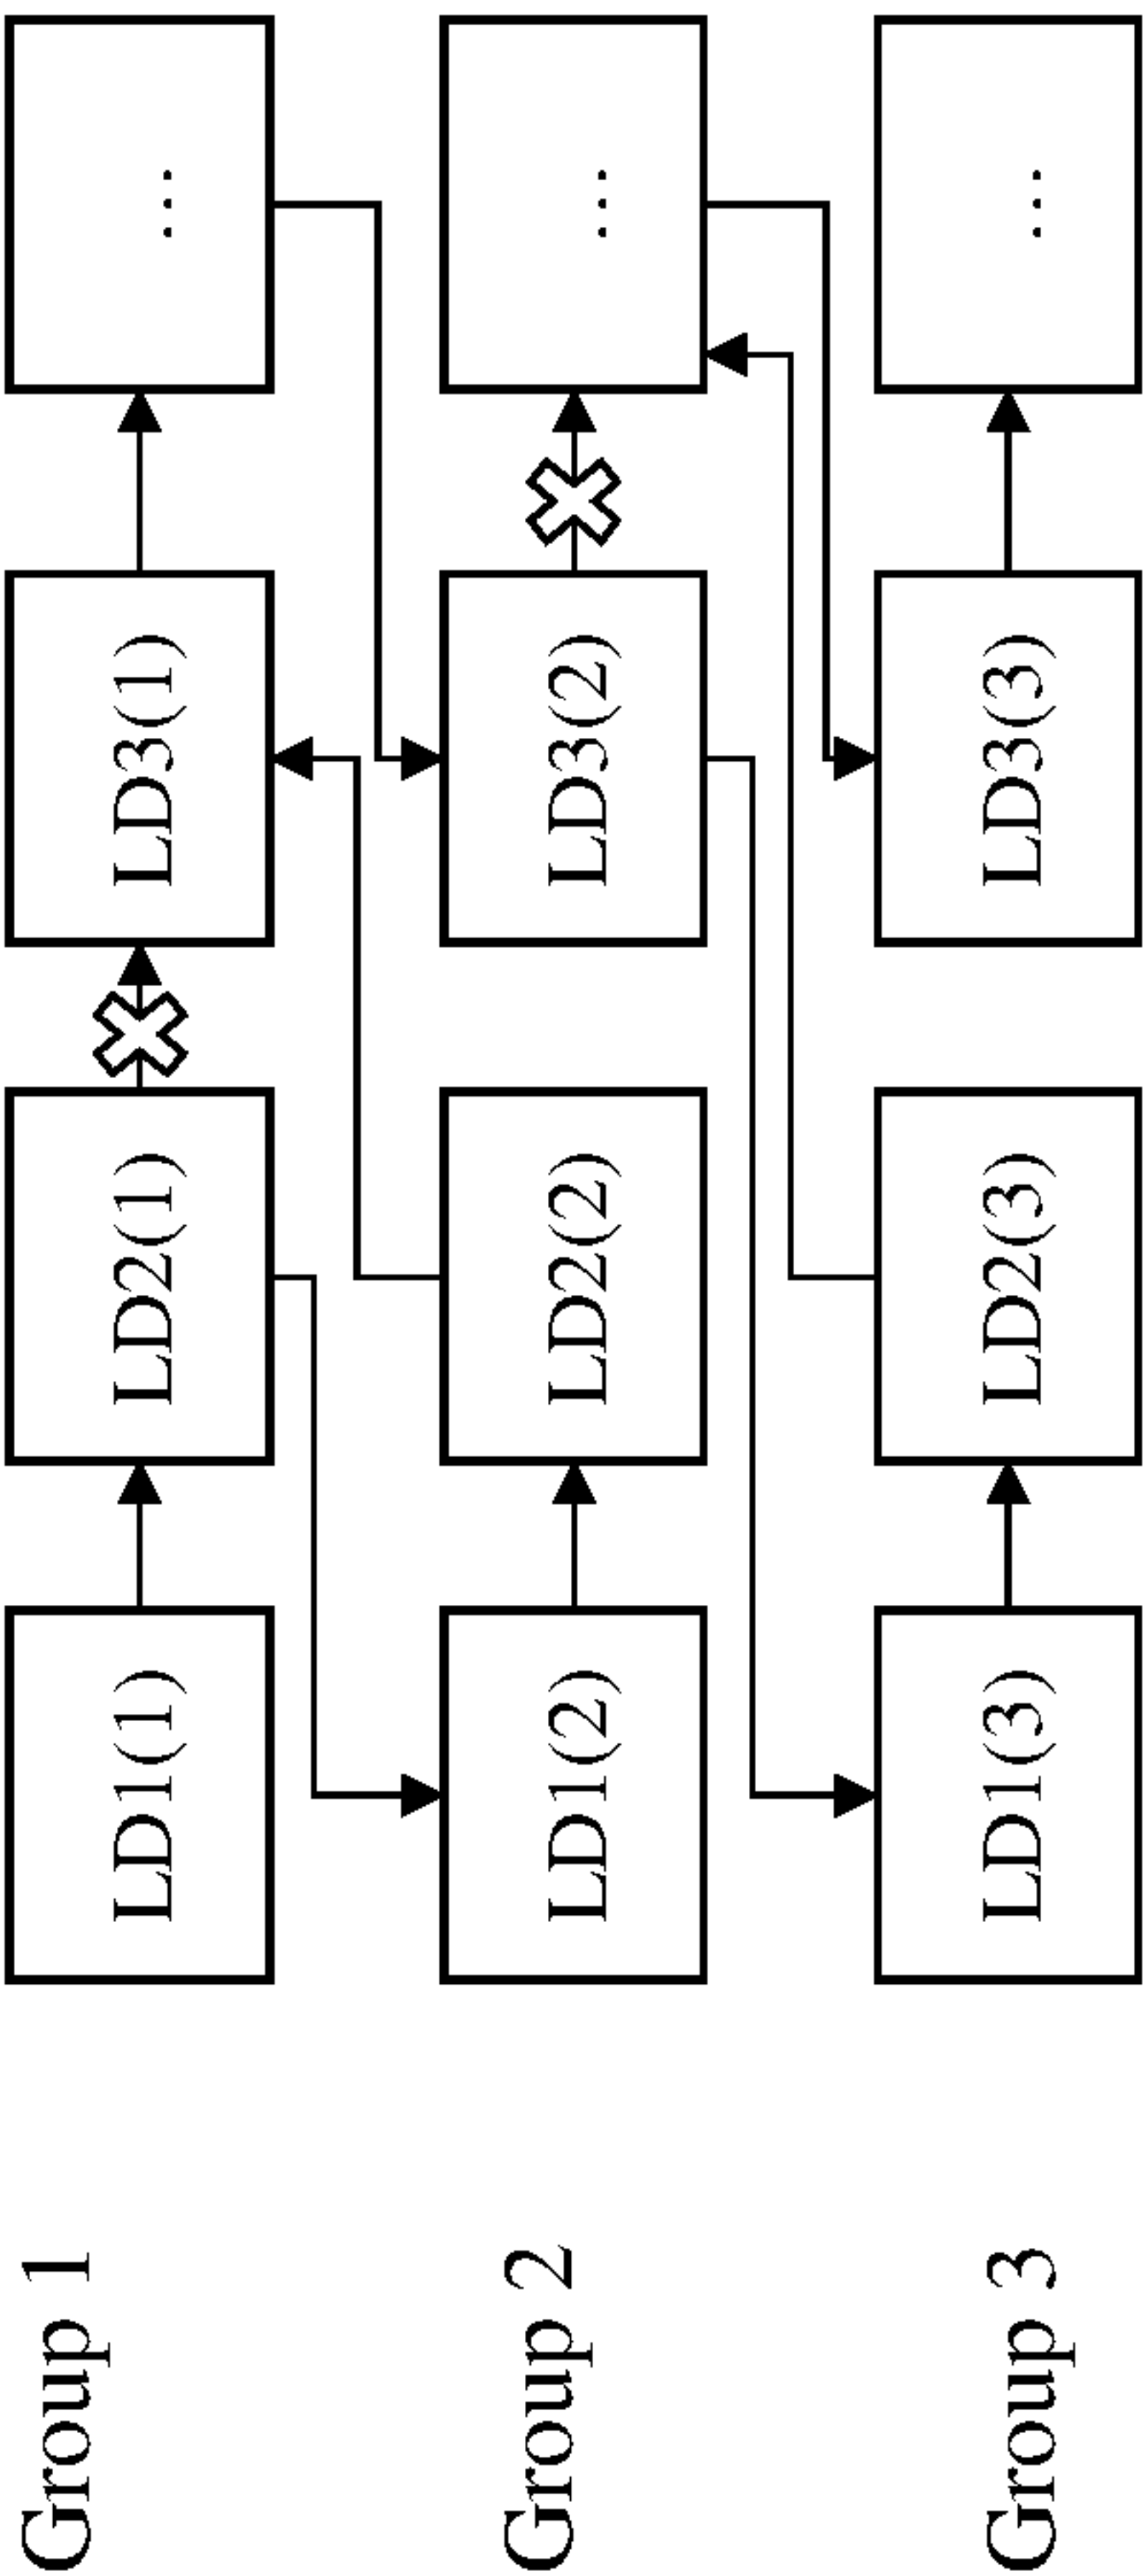 Group 1
LD1(1)
LD2(1)
LD3(1)
...
Group 2
LD1(2)
LD2(2)
LD3(2)
...
Group 3
LD1(3)
LD2(3)
LD3(3)
...